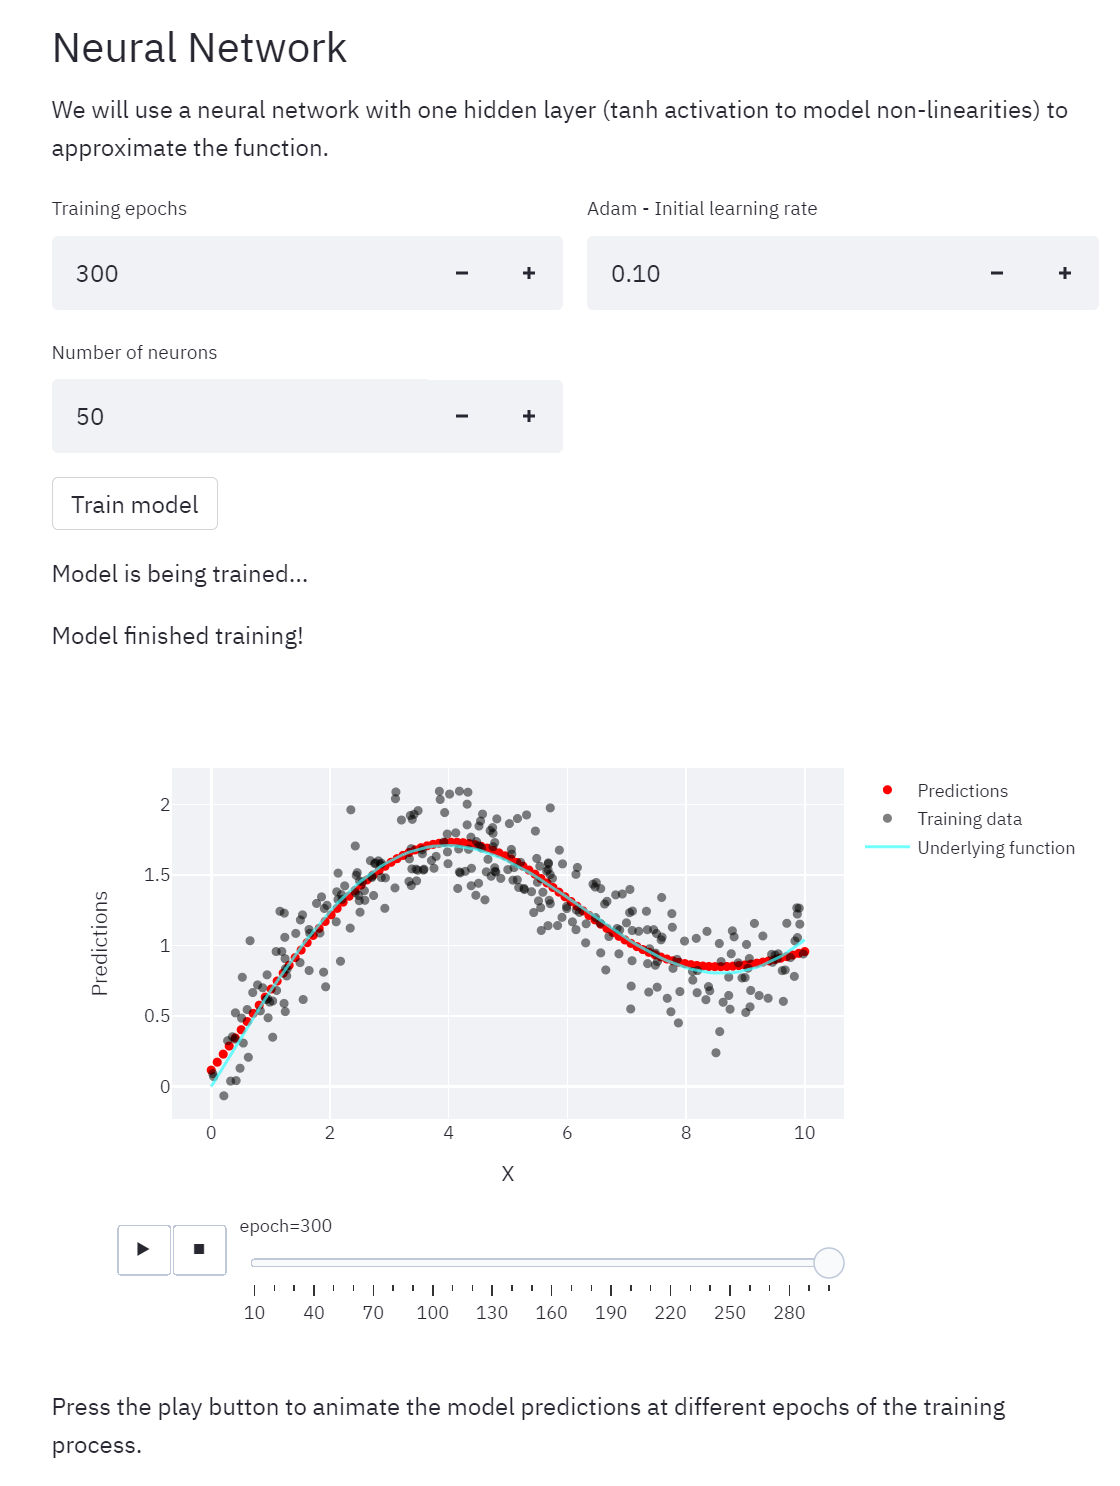 Neural Network
We will use a neural network with one hidden layer (tanh activation to model non-linearities) to
approximate the function.
Training epochs
Adam - Initial learning rate
300
0.10
Number of neurons
50
Train model
Model is being trained...
Model finished training!
2
1.5
1
0.5
0
Predictions
0 2 4 6 8 10
X
Predictions
Training data
Underlying function
epoch=300
10 40 70 100 130 160 190 220 250 280
Press the play button to animate the model predictions at different epochs of the training
process.